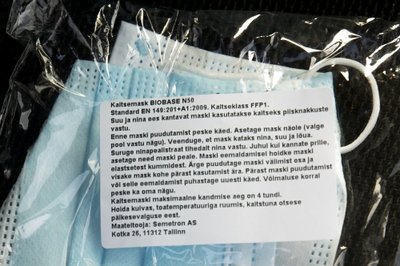 Kaitsemask BIOBASE N50
Standard EN 149:201+A1:2009. Kaitseklass FFP1.
Suu ja nina ees kantavat maski kasutatakse kaitseks piisknakkuste
vastu.
Enne maski puudutamist peske käed. Asetage mask näole (valge
pool vastu nägu). Veenduge, et mask kataks nina, suu ja lõua.
Suruge ninapealistrat tihedalt nina vastu. Juhul kui kannate prille,
asetage need maski peale. Maski eemaldamisel hoidke maski
elastsetest kummidest. Ärge puudutage maski välimist osa ja
visake mask kohe pärast kasutamist ära. Pärast maski puudutamist
või selle eemaldamist puhastage uuesti käed. Võimaluse korral
peske ka oma nägu.
Kaitsemaski maksimaalne kandmise aeg on 4 tundi.
Hoida kuivas, toatemperatuuriga ruumis, kaitstuna otsese
päikesevalguse eest.
Maaletooja: Semetron AS
Kotka 26, 11312 Tallinn